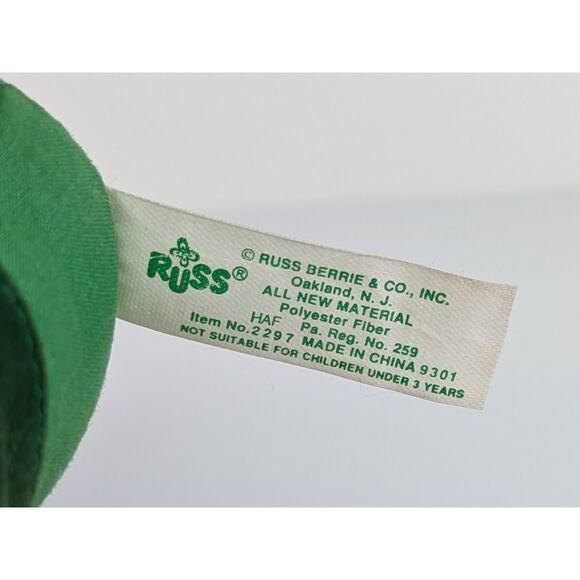 RUSS®
© RUSS BERRIE & CO., INC.
Oakland, N. J.
ALL NEW MATERIAL
Polyester Fiber
HAF Pa. Reg. No. 259
Item No. 2297 MADE IN CHINA 9301
NOT SUITABLE FOR CHILDREN UNDER 3 YEARS